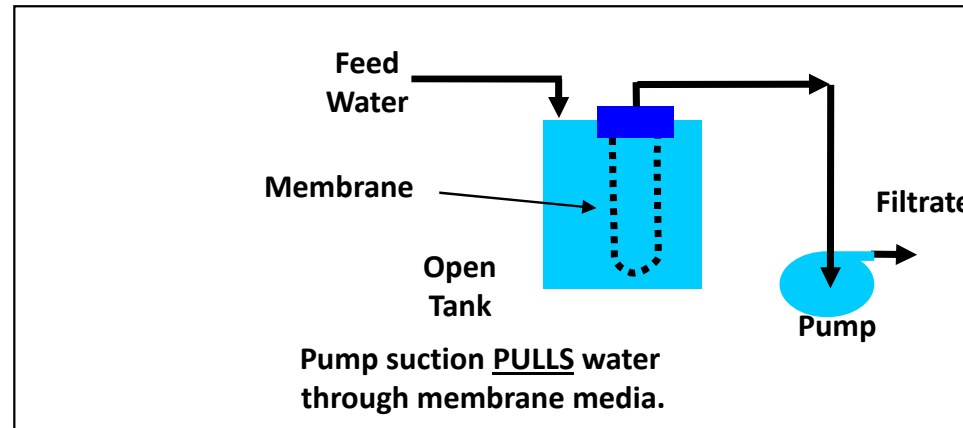 Feed
Water
Membrane
Filtrate
Open
Tank
Pump
Pump suction PULLS water
through membrane media.